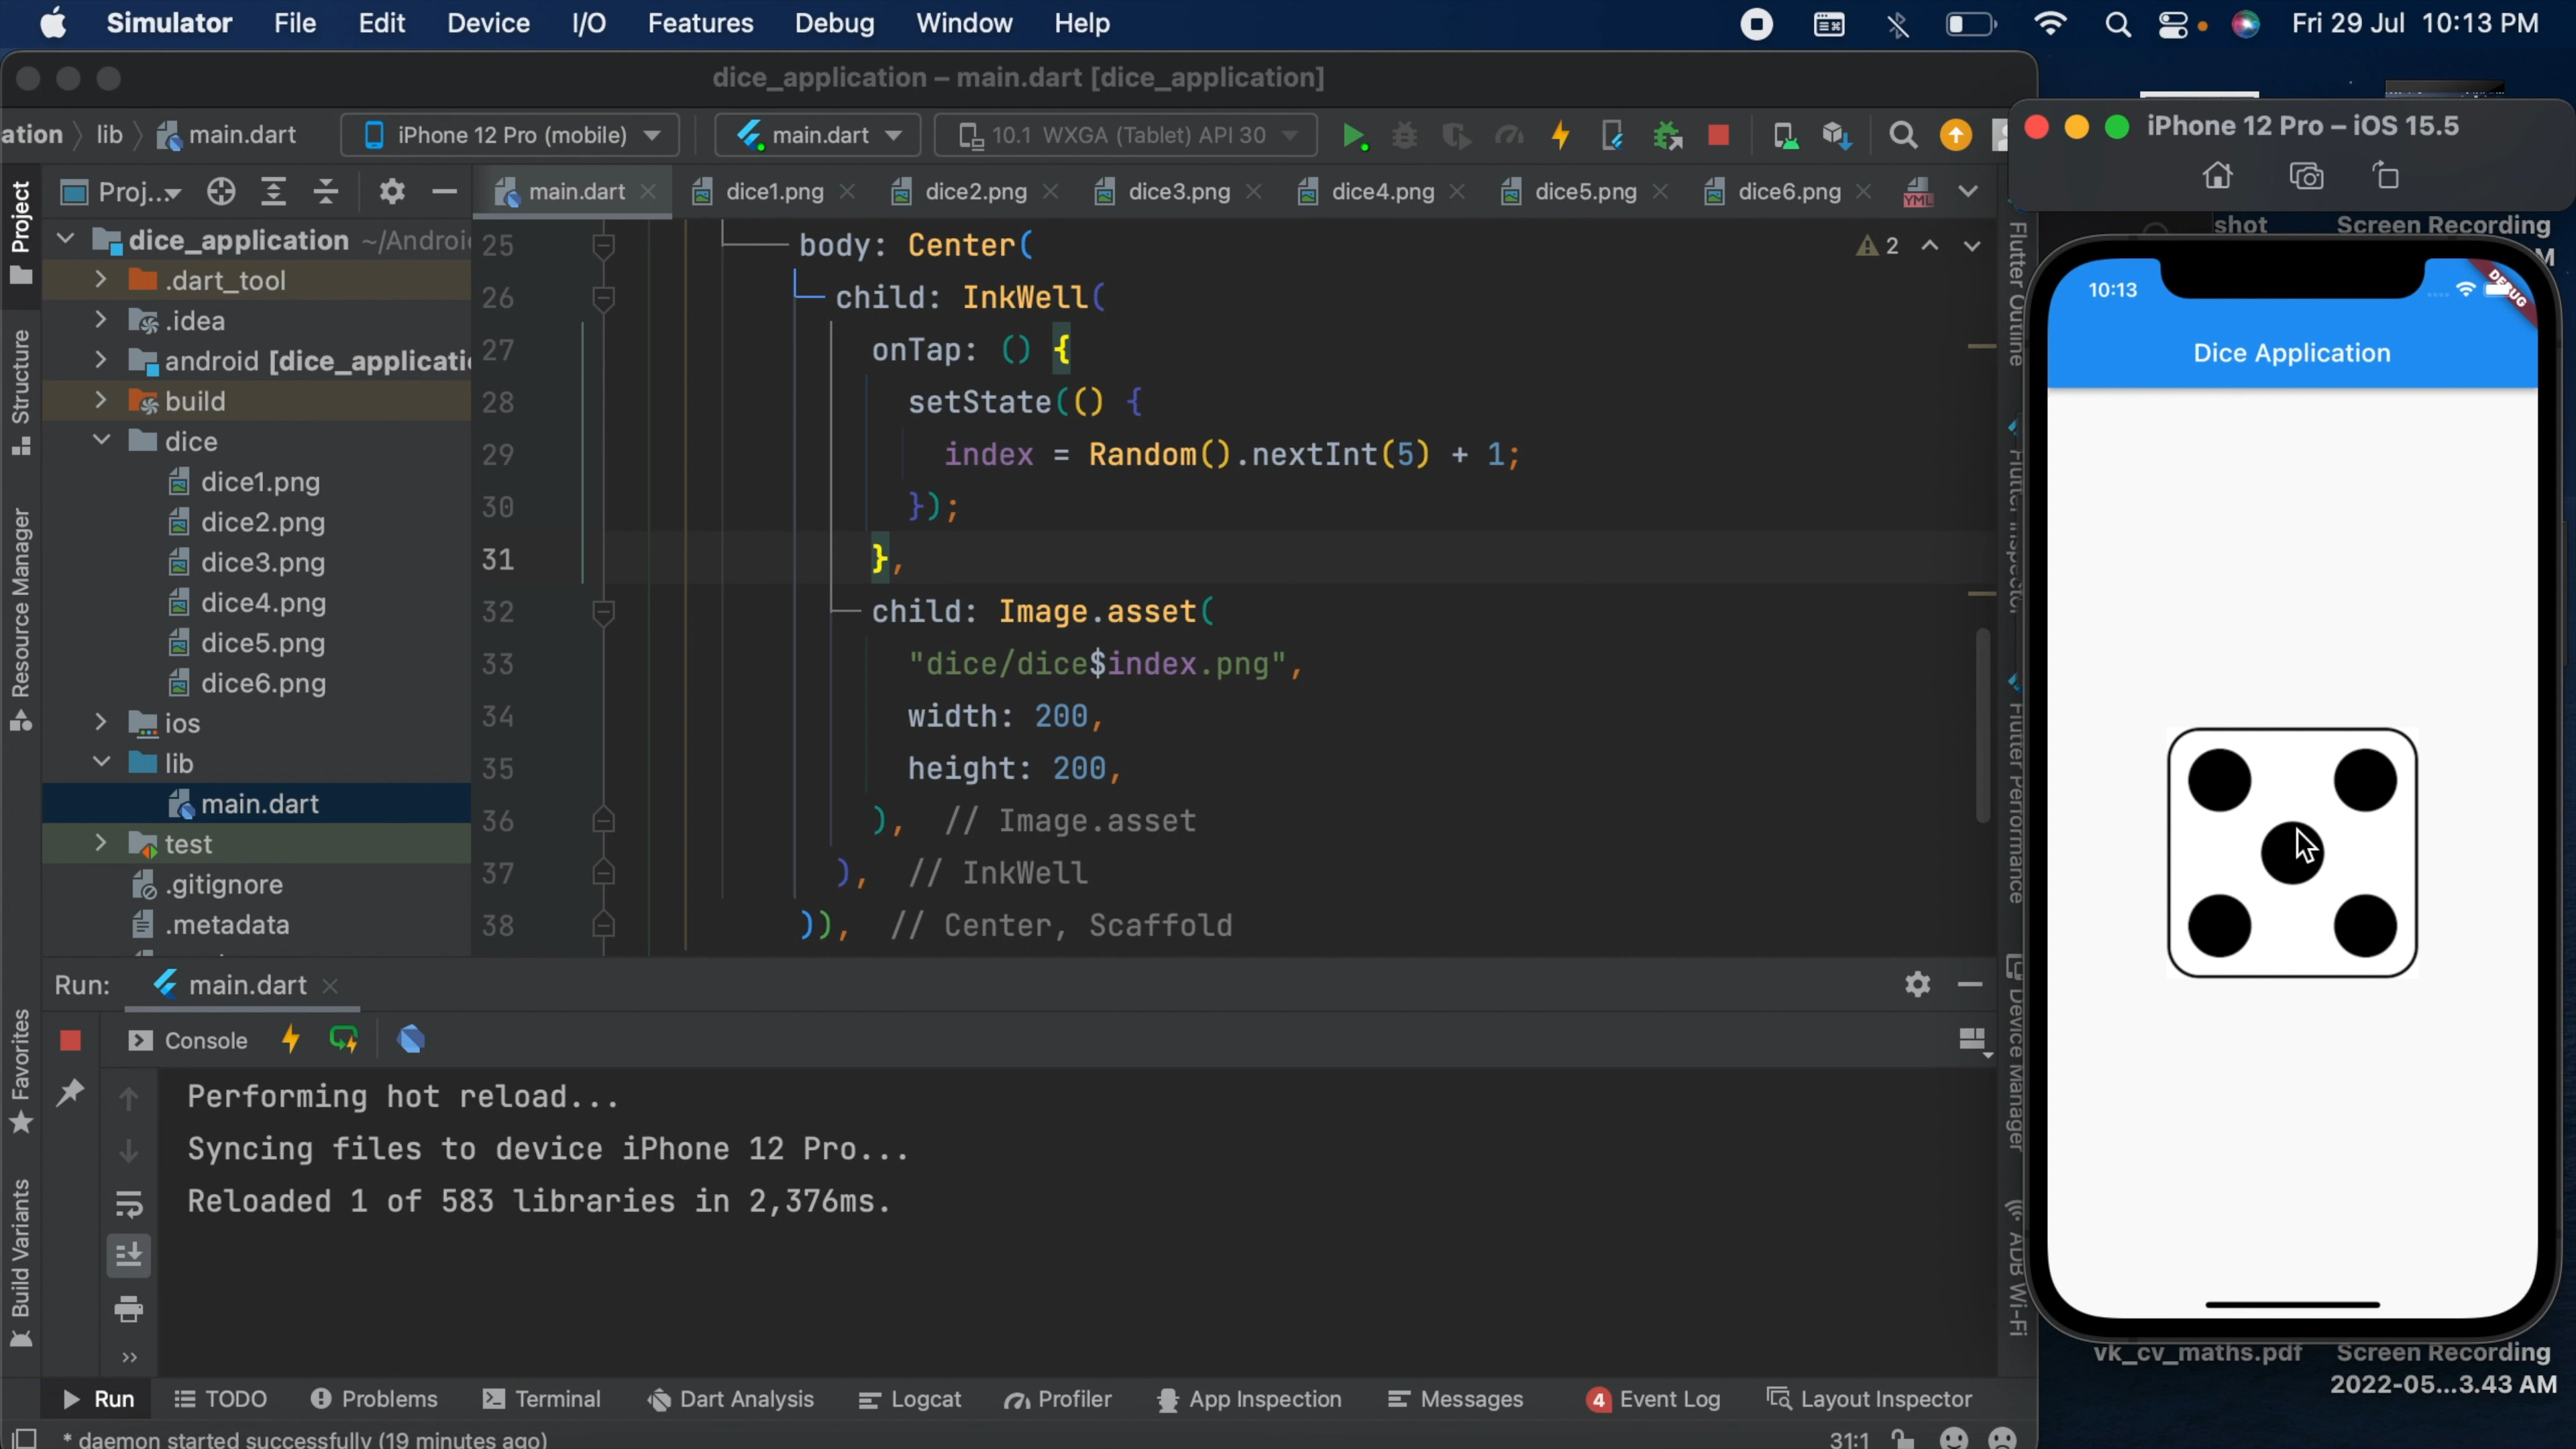 Simulator File Edit Device I/O Features Debug Window Help Fri 29 Jul 10:13 PM
dice_application – main.dart [dice_application]
ation lib main.dart iPhone 12 Pro (mobile) main.dart 10.1 WXGA (Tablet) API 30
iPhone 12 Pro – iOS 15.5
Proj... main.dart dice1.png dice2.png dice3.png dice4.png dice5.png dice6.png YML
shot Screen Recording
Project
Structure
Resource Manager
Favorites
Build Variants
dice_application ~/Androi
.dart_tool
.idea
android [dice_applicati
build
dice
dice1.png
dice2.png
dice3.png
dice4.png
dice5.png
dice6.png
ios
lib
main.dart
test
.gitignore
.metadata
25 body: Center(
26 child: InkWell(
27 onTap: () {
28 setState(() {
29 index = Random().nextInt(5) + 1;
30 });
31 },
32 child: Image.asset(
33 "dice/dice$index.png",
34 width: 200,
35 height: 200,
36 ), // Image.asset
37 ), // InkWell
38 )), // Center, Scaffold
2
Flutter Outline
Flutter Inspector
Flutter Performance
Device Manager
ADB Wi-Fi
10:13
DEBUG
Dice Application
Run: main.dart
Console
Performing hot reload...
Syncing files to device iPhone 12 Pro...
Reloaded 1 of 583 libraries in 2,376ms.
vk_cv_maths.pdf Screen Recording
2022-05...3.43 AM
Run TODO Problems Terminal Dart Analysis Logcat Profiler App Inspection Messages 4 Event Log Layout Inspector
* daemon started successfully (19 minutes ago) 31:1